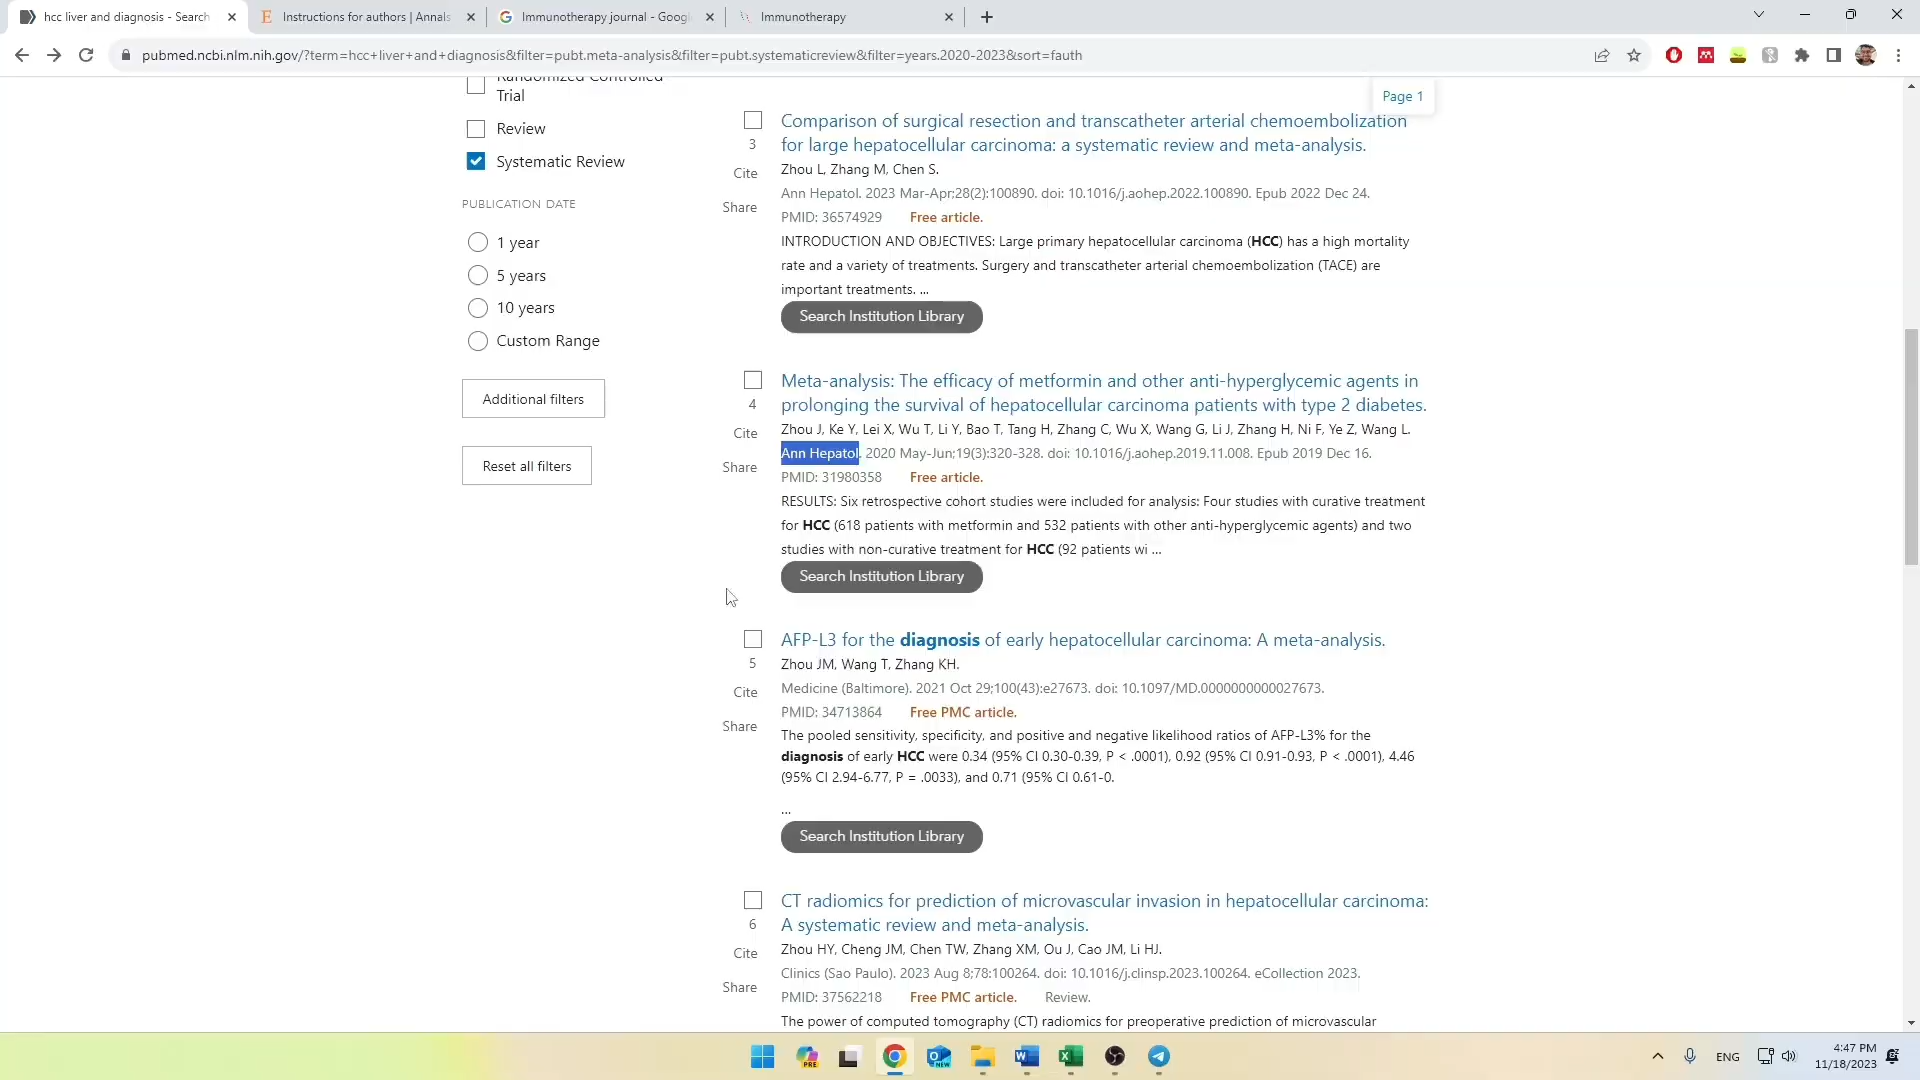 hcc liver and diagnosis - Search
Instructions for authors | Annals
Immunotherapy journal - Goog
Immunotherapy
pubmed.ncbi.nlm.nih.gov/?term=hcc+liver+and+diagnosis&filter=pubt.meta-analysis&filter=pubt.systematicreview&filter=years.2020-2023&sort=fauth
Randomized Controlled
Trial
Review
Systematic Review
PUBLICATION DATE
1 year
5 years
10 years
Custom Range
Additional filters
Reset all filters
Page 1
Comparison of surgical resection and transcatheter arterial chemoembolization
for large hepatocellular carcinoma: a systematic review and meta-analysis.
3
Cite
Share
Zhou L, Zhang M, Chen S.
Ann Hepatol. 2023 Mar-Apr;28(2):100890. doi: 10.1016/j.aohep.2022.100890. Epub 2022 Dec 24.
PMID: 36574929 Free article.
INTRODUCTION AND OBJECTIVES: Large primary hepatocellular carcinoma (HCC) has a high mortality
rate and a variety of treatments. Surgery and transcatheter arterial chemoembolization (TACE) are
important treatments. ...
Search Institution Library
Meta-analysis: The efficacy of metformin and other anti-hyperglycemic agents in
prolonging the survival of hepatocellular carcinoma patients with type 2 diabetes.
4
Cite
Share
Zhou J, Ke Y, Lei X, Wu T, Li Y, Bao T, Tang H, Zhang C, Wu X, Wang G, Li J, Zhang H, Ni F, Ye Z, Wang L.
Ann Hepatol. 2020 May-Jun;19(3):320-328. doi: 10.1016/j.aohep.2019.11.008. Epub 2019 Dec 16.
PMID: 31980358 Free article.
RESULTS: Six retrospective cohort studies were included for analysis: Four studies with curative treatment
for HCC (618 patients with metformin and 532 patients with other anti-hyperglycemic agents) and two
studies with non-curative treatment for HCC (92 patients wi ...
Search Institution Library
AFP-L3 for the diagnosis of early hepatocellular carcinoma: A meta-analysis.
5
Cite
Share
Zhou JM, Wang T, Zhang KH.
Medicine (Baltimore). 2021 Oct 29;100(43):e27673. doi: 10.1097/MD.0000000000027673.
PMID: 34713864 Free PMC article.
The pooled sensitivity, specificity, and positive and negative likelihood ratios of AFP-L3% for the
diagnosis of early HCC were 0.34 (95% CI 0.30-0.39, P < .0001), 0.92 (95% CI 0.91-0.93, P < .0001), 4.46
(95% CI 2.94-6.77, P = .0033), and 0.71 (95% CI 0.61-0.
...
Search Institution Library
CT radiomics for prediction of microvascular invasion in hepatocellular carcinoma:
A systematic review and meta-analysis.
6
Cite
Share
Zhou HY, Cheng JM, Chen TW, Zhang XM, Ou J, Cao JM, Li HJ.
Clinics (Sao Paulo). 2023 Aug 8;78:100264. doi: 10.1016/j.clinsp.2023.100264. eCollection 2023.
PMID: 37562218 Free PMC article. Review.
The power of computed tomography (CT) radiomics for preoperative prediction of microvascular
PRE
NEW
ENG
4:47 PM
11/18/2023